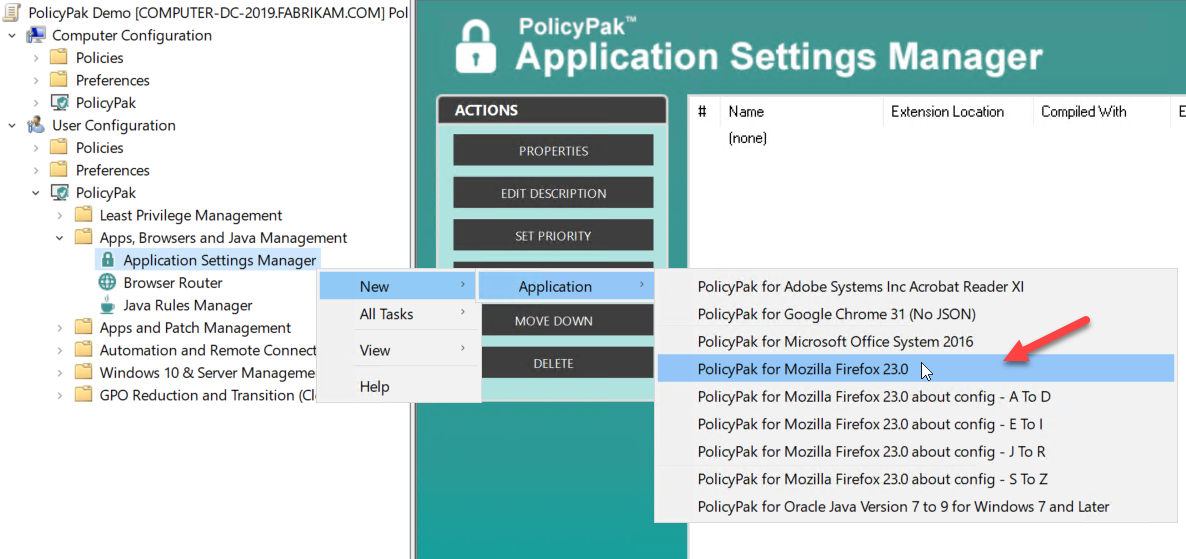 PolicyPak Demo [COMPUTER-DC-2019.FABRIKAM.COM] Pol
Computer Configuration
Policies
Preferences
PolicyPak
User Configuration
Policies
Preferences
PolicyPak
Least Privilege Management
Apps, Browsers and Java Management
Application Settings Manager
Browser Router
Java Rules Manager
Apps and Patch Management
Automation and Remote Connect
Windows 10 & Server Manageme
GPO Reduction and Transition (Cl
PolicyPak™
Application Settings Manager
ACTIONS
PROPERTIES
EDIT DESCRIPTION
SET PRIORITY
MOVE DOWN
DELETE
# Name Extension Location Compiled With E
(none)
New
All Tasks
View
Help
Application
PolicyPak for Adobe Systems Inc Acrobat Reader XI
PolicyPak for Google Chrome 31 (No JSON)
PolicyPak for Microsoft Office System 2016
PolicyPak for Mozilla Firefox 23.0
PolicyPak for Mozilla Firefox 23.0 about config - A To D
PolicyPak for Mozilla Firefox 23.0 about config - E To I
PolicyPak for Mozilla Firefox 23.0 about config - J To R
PolicyPak for Mozilla Firefox 23.0 about config - S To Z
PolicyPak for Oracle Java Version 7 to 9 for Windows 7 and Later